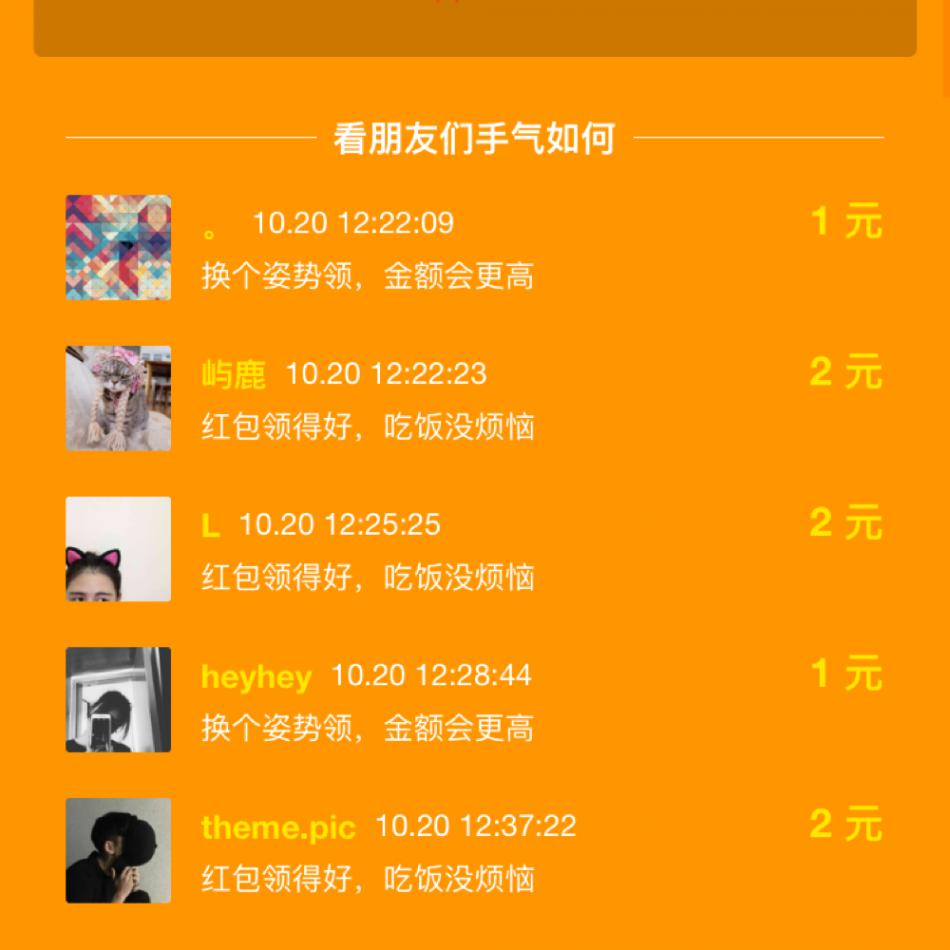 看朋友们手气如何
。 10.20 12:22:09 1 元
换个姿势领，金额会更高
屿鹿 10.20 12:22:23 2 元
红包领得好，吃饭没烦恼
L 10.20 12:25:25 2 元
红包领得好，吃饭没烦恼
heyhey 10.20 12:28:44 1 元
换个姿势领，金额会更高
theme.pic 10.20 12:37:22 2 元
红包领得好，吃饭没烦恼